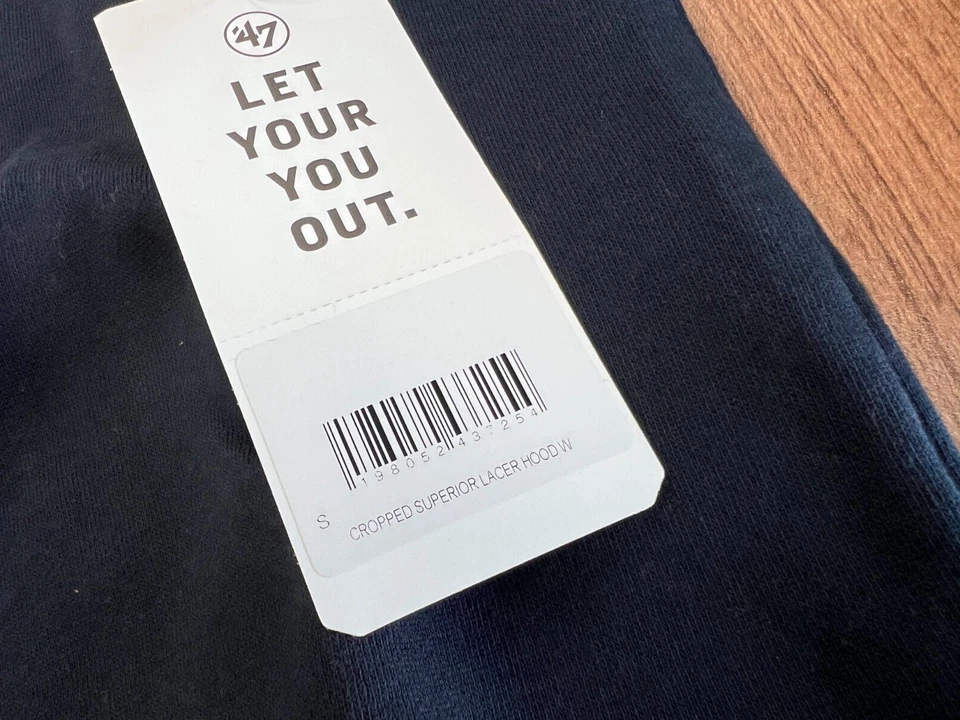 '47
LET
YOUR
YOU
OUT.
198052437254
S CROPPED SUPERIOR LACER HOOD W